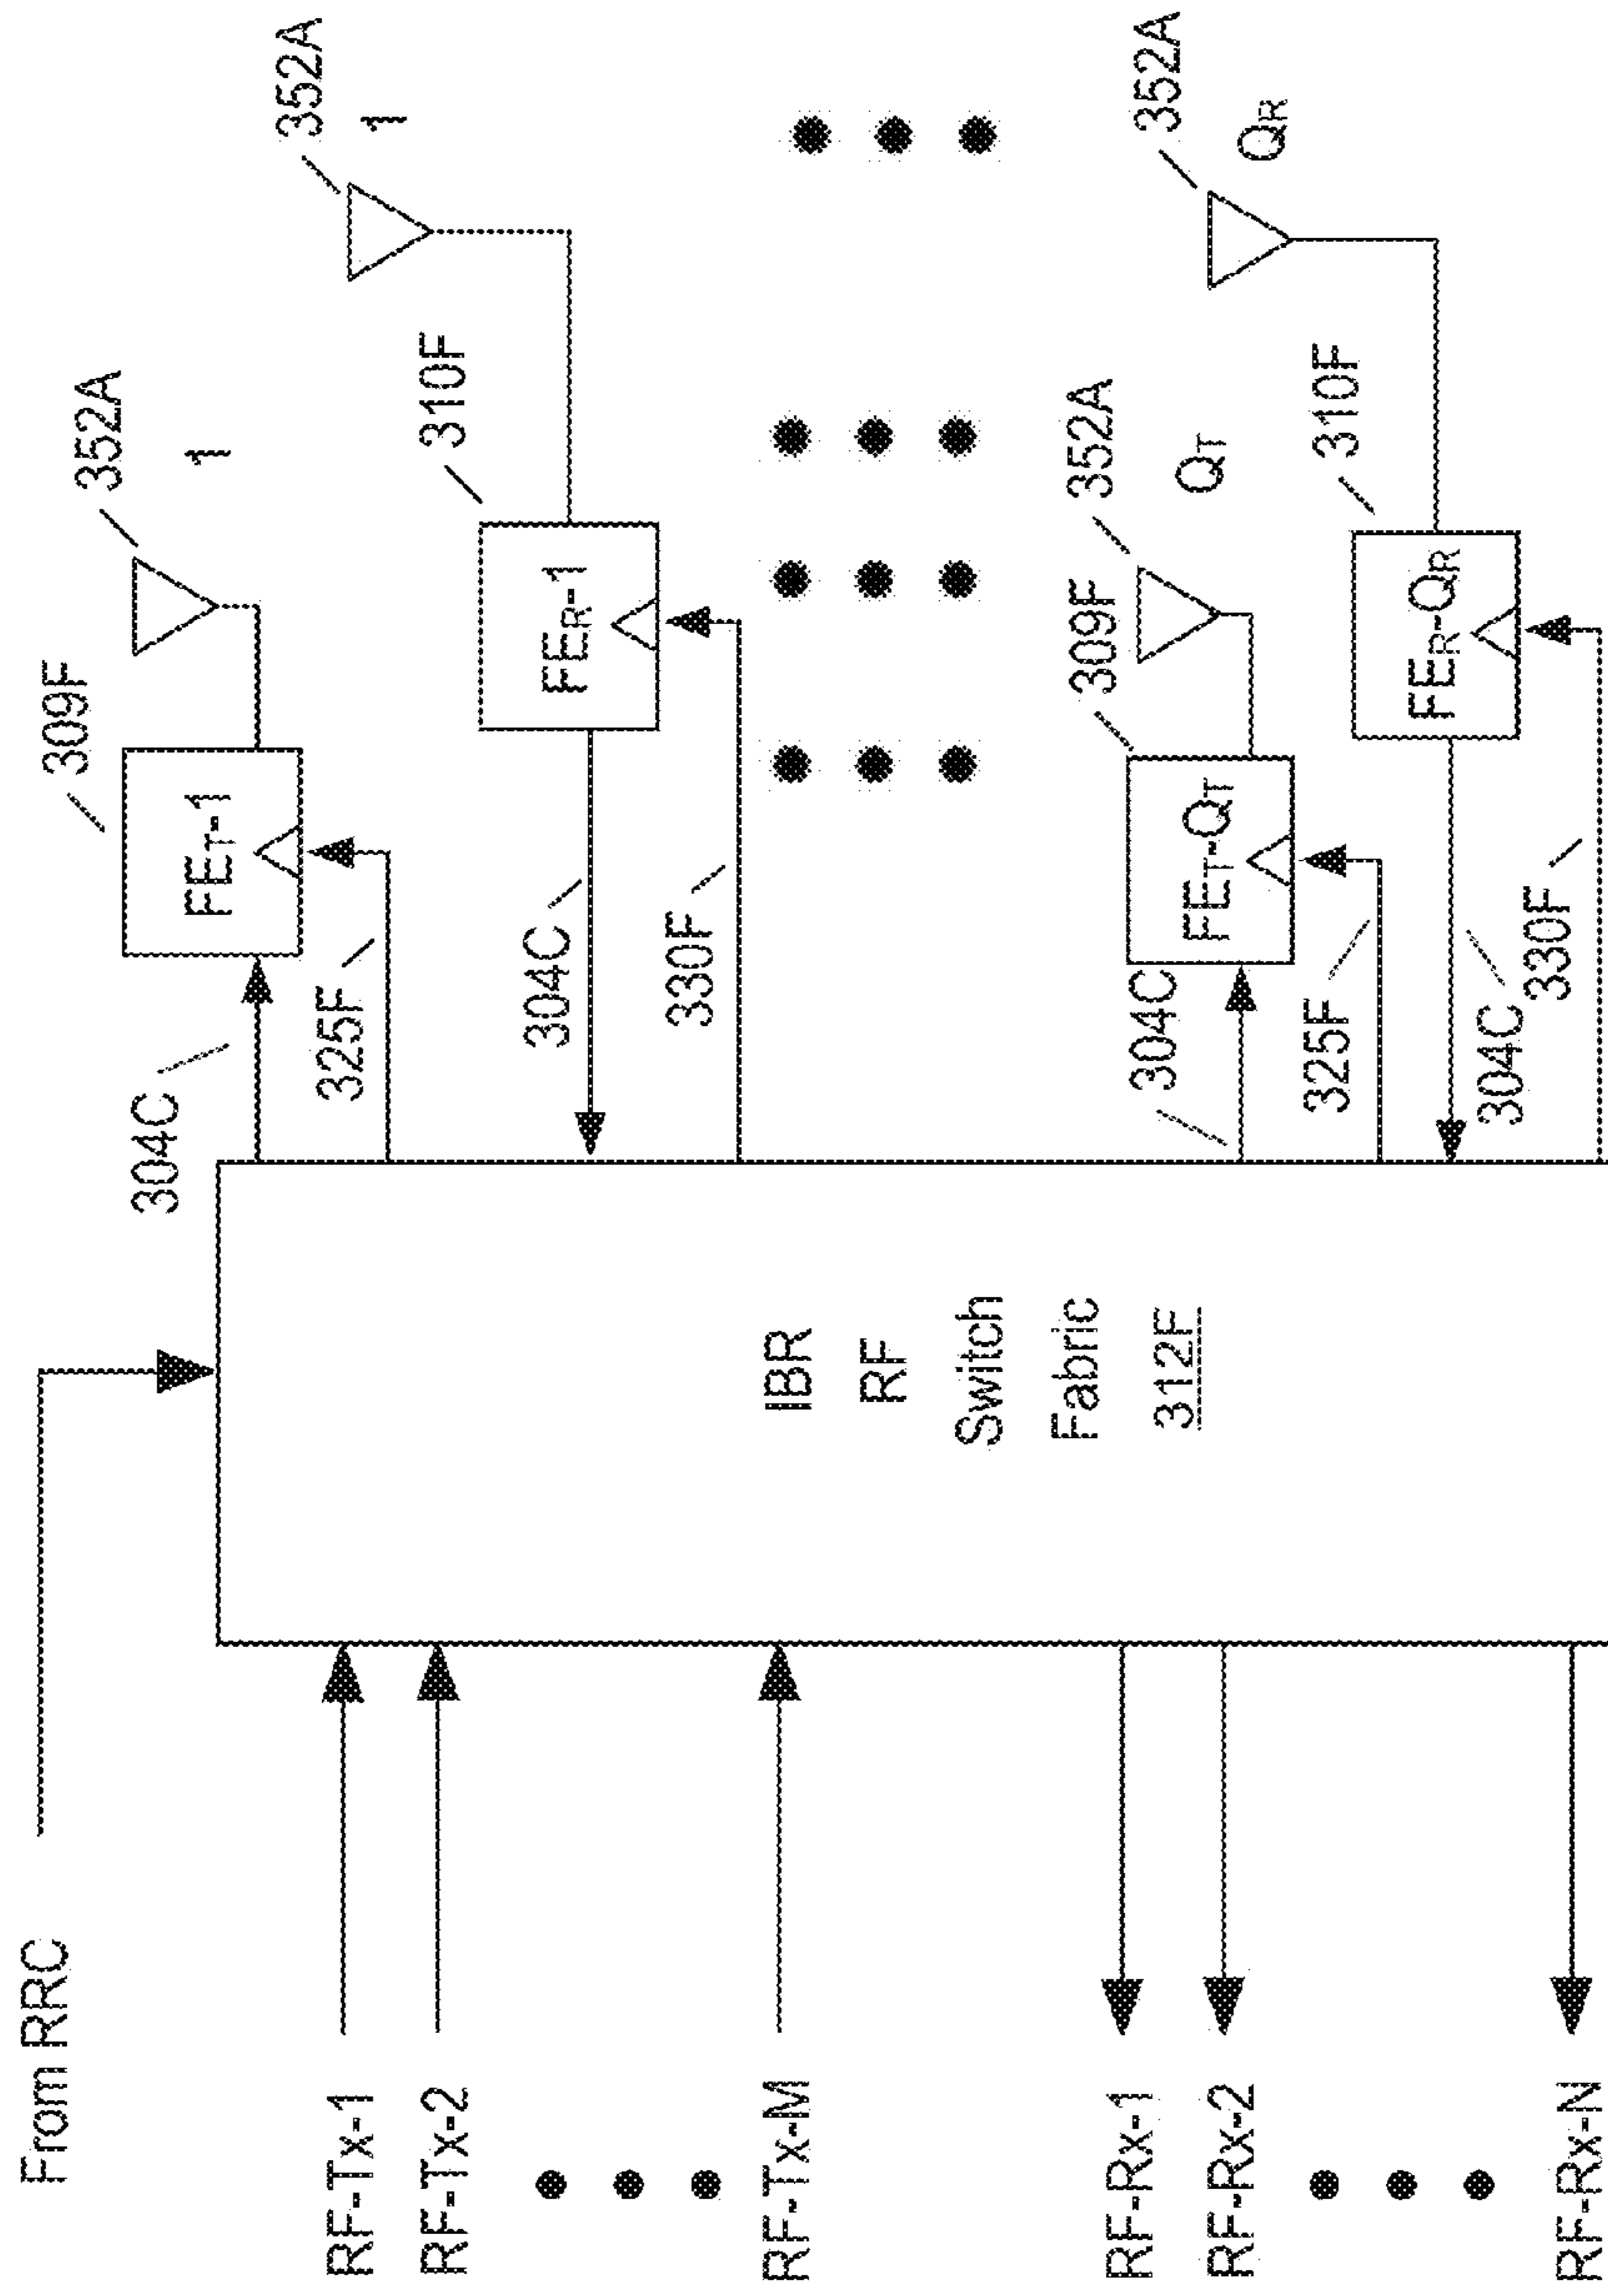 From RRC
RF-Tx-1
RF-Tx-2
RF-Tx-M
RF-Rx-1
RF-Rx-2
RF-Rx-N
IBR
RF
Switch
Fabric
312F
304C
325F
309F
FET-1
352A
1
304C
330F
310F
FER-1
352A
1
304C
325F
309F
FET-QT
352A
QT
304C
330F
310F
FER-QR
352A
QR